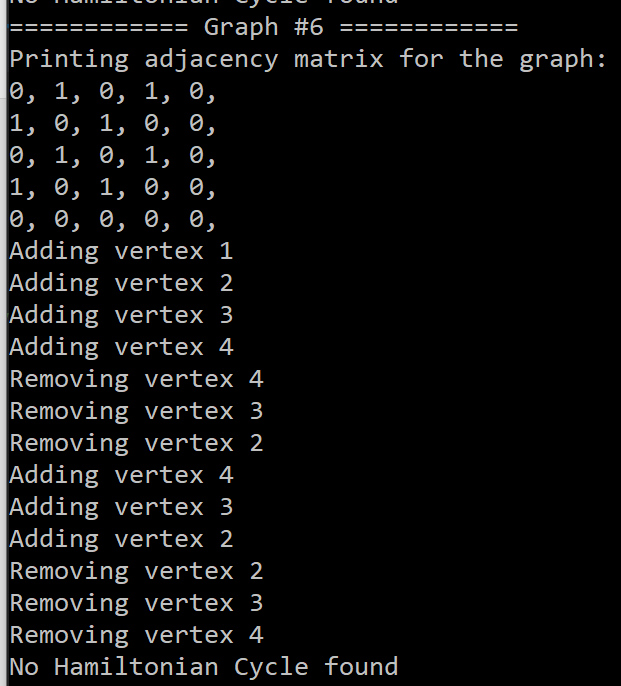 No Hamiltonian Cycle found
============ Graph #6 ============
Printing adjacency matrix for the graph:
0, 1, 0, 1, 0,
1, 0, 1, 0, 0,
0, 1, 0, 1, 0,
1, 0, 1, 0, 0,
0, 0, 0, 0, 0,
Adding vertex 1
Adding vertex 2
Adding vertex 3
Adding vertex 4
Removing vertex 4
Removing vertex 3
Removing vertex 2
Adding vertex 4
Adding vertex 3
Adding vertex 2
Removing vertex 2
Removing vertex 3
Removing vertex 4
No Hamiltonian Cycle found